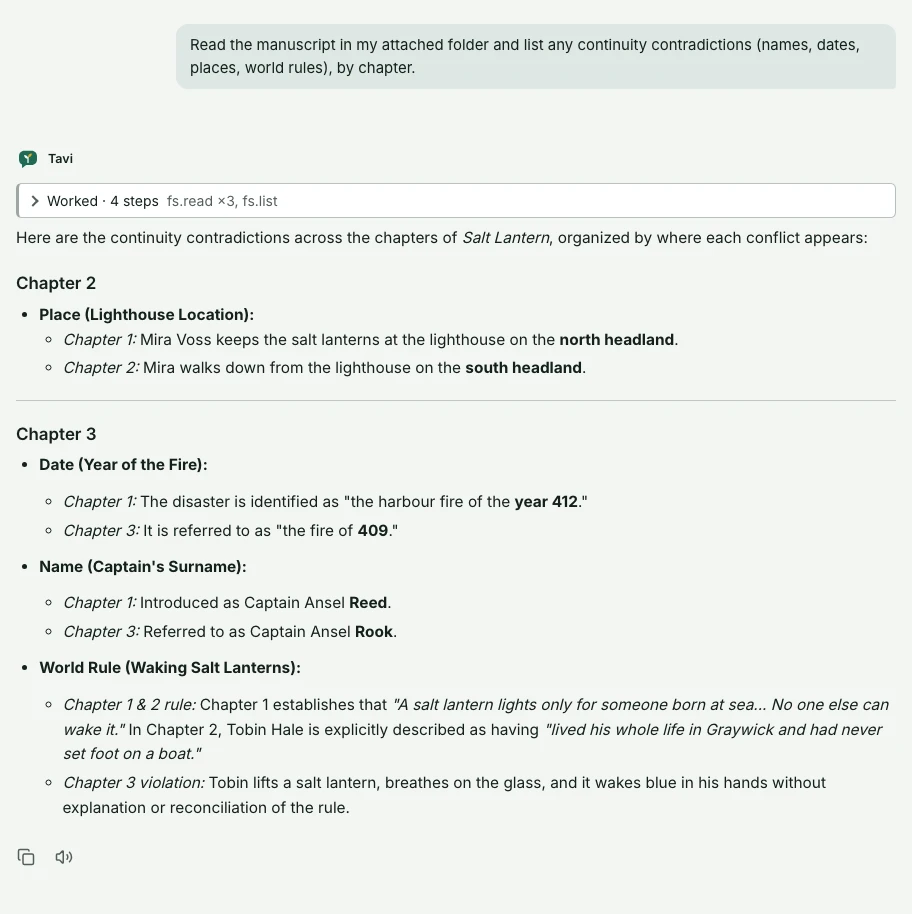 Read the manuscript in my attached folder and list any continuity contradictions (names, dates,
places, world rules), by chapter.
Tavi
Worked · 4 steps fs.read ×3, fs.list
Here are the continuity contradictions across the chapters of Salt Lantern, organized by where each conflict appears:
Chapter 2
• Place (Lighthouse Location):
◦ Chapter 1: Mira Voss keeps the salt lanterns at the lighthouse on the north headland.
◦ Chapter 2: Mira walks down from the lighthouse on the south headland.
Chapter 3
• Date (Year of the Fire):
◦ Chapter 1: The disaster is identified as "the harbour fire of the year 412."
◦ Chapter 3: It is referred to as "the fire of 409."
• Name (Captain's Surname):
◦ Chapter 1: Introduced as Captain Ansel Reed.
◦ Chapter 3: Referred to as Captain Ansel Rook.
• World Rule (Waking Salt Lanterns):
◦ Chapter 1 & 2 rule: Chapter 1 establishes that "A salt lantern lights only for someone born at sea... No one else can
wake it." In Chapter 2, Tobin Hale is explicitly described as having "lived his whole life in Graywick and had never
set foot on a boat."
◦ Chapter 3 violation: Tobin lifts a salt lantern, breathes on the glass, and it wakes blue in his hands without
explanation or reconciliation of the rule.